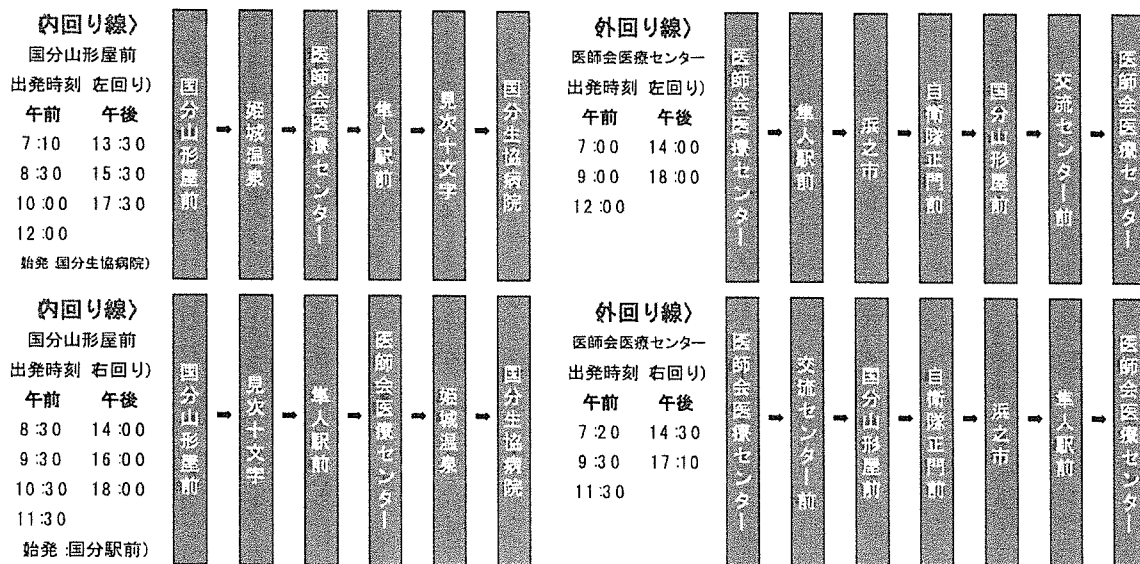 内回り線〉
国分山形屋前
出発時刻 左回り)
午前 午後
7:10 13:30
8:30 15:30
10:00 17:30
12:00
始発:国分生協病院)
国分山形屋前 ➡ 姫城温泉 ➡ 医師会医療センター ➡ 隼人駅前 ➡ 見次十文字 ➡ 国分生協病院
外回り線〉
医師会医療センター
出発時刻 左回り)
午前 午後
7:00 14:00
9:00 18:00
12:00
医師会医療センター ➡ 隼人駅前 ➡ 浜之市 ➡ 自衛隊正門前 ➡ 国分山形屋前 ➡ 交流センター前 ➡ 医師会医療センター
内回り線〉
国分山形屋前
出発時刻 右回り)
午前 午後
8:30 14:00
9:30 16:00
10:30 18:00
11:30
始発:国分駅前)
国分山形屋前 ➡ 見次十文字 ➡ 隼人駅前 ➡ 医師会医療センター ➡ 姫城温泉 ➡ 国分生協病院
外回り線〉
医師会医療センター
出発時刻 右回り)
午前 午後
7:20 14:30
9:30 17:10
11:30
医師会医療センター ➡ 交流センター前 ➡ 国分山形屋前 ➡ 自衛隊正門前 ➡ 浜之市 ➡ 隼人駅前 ➡ 医師会医療センター